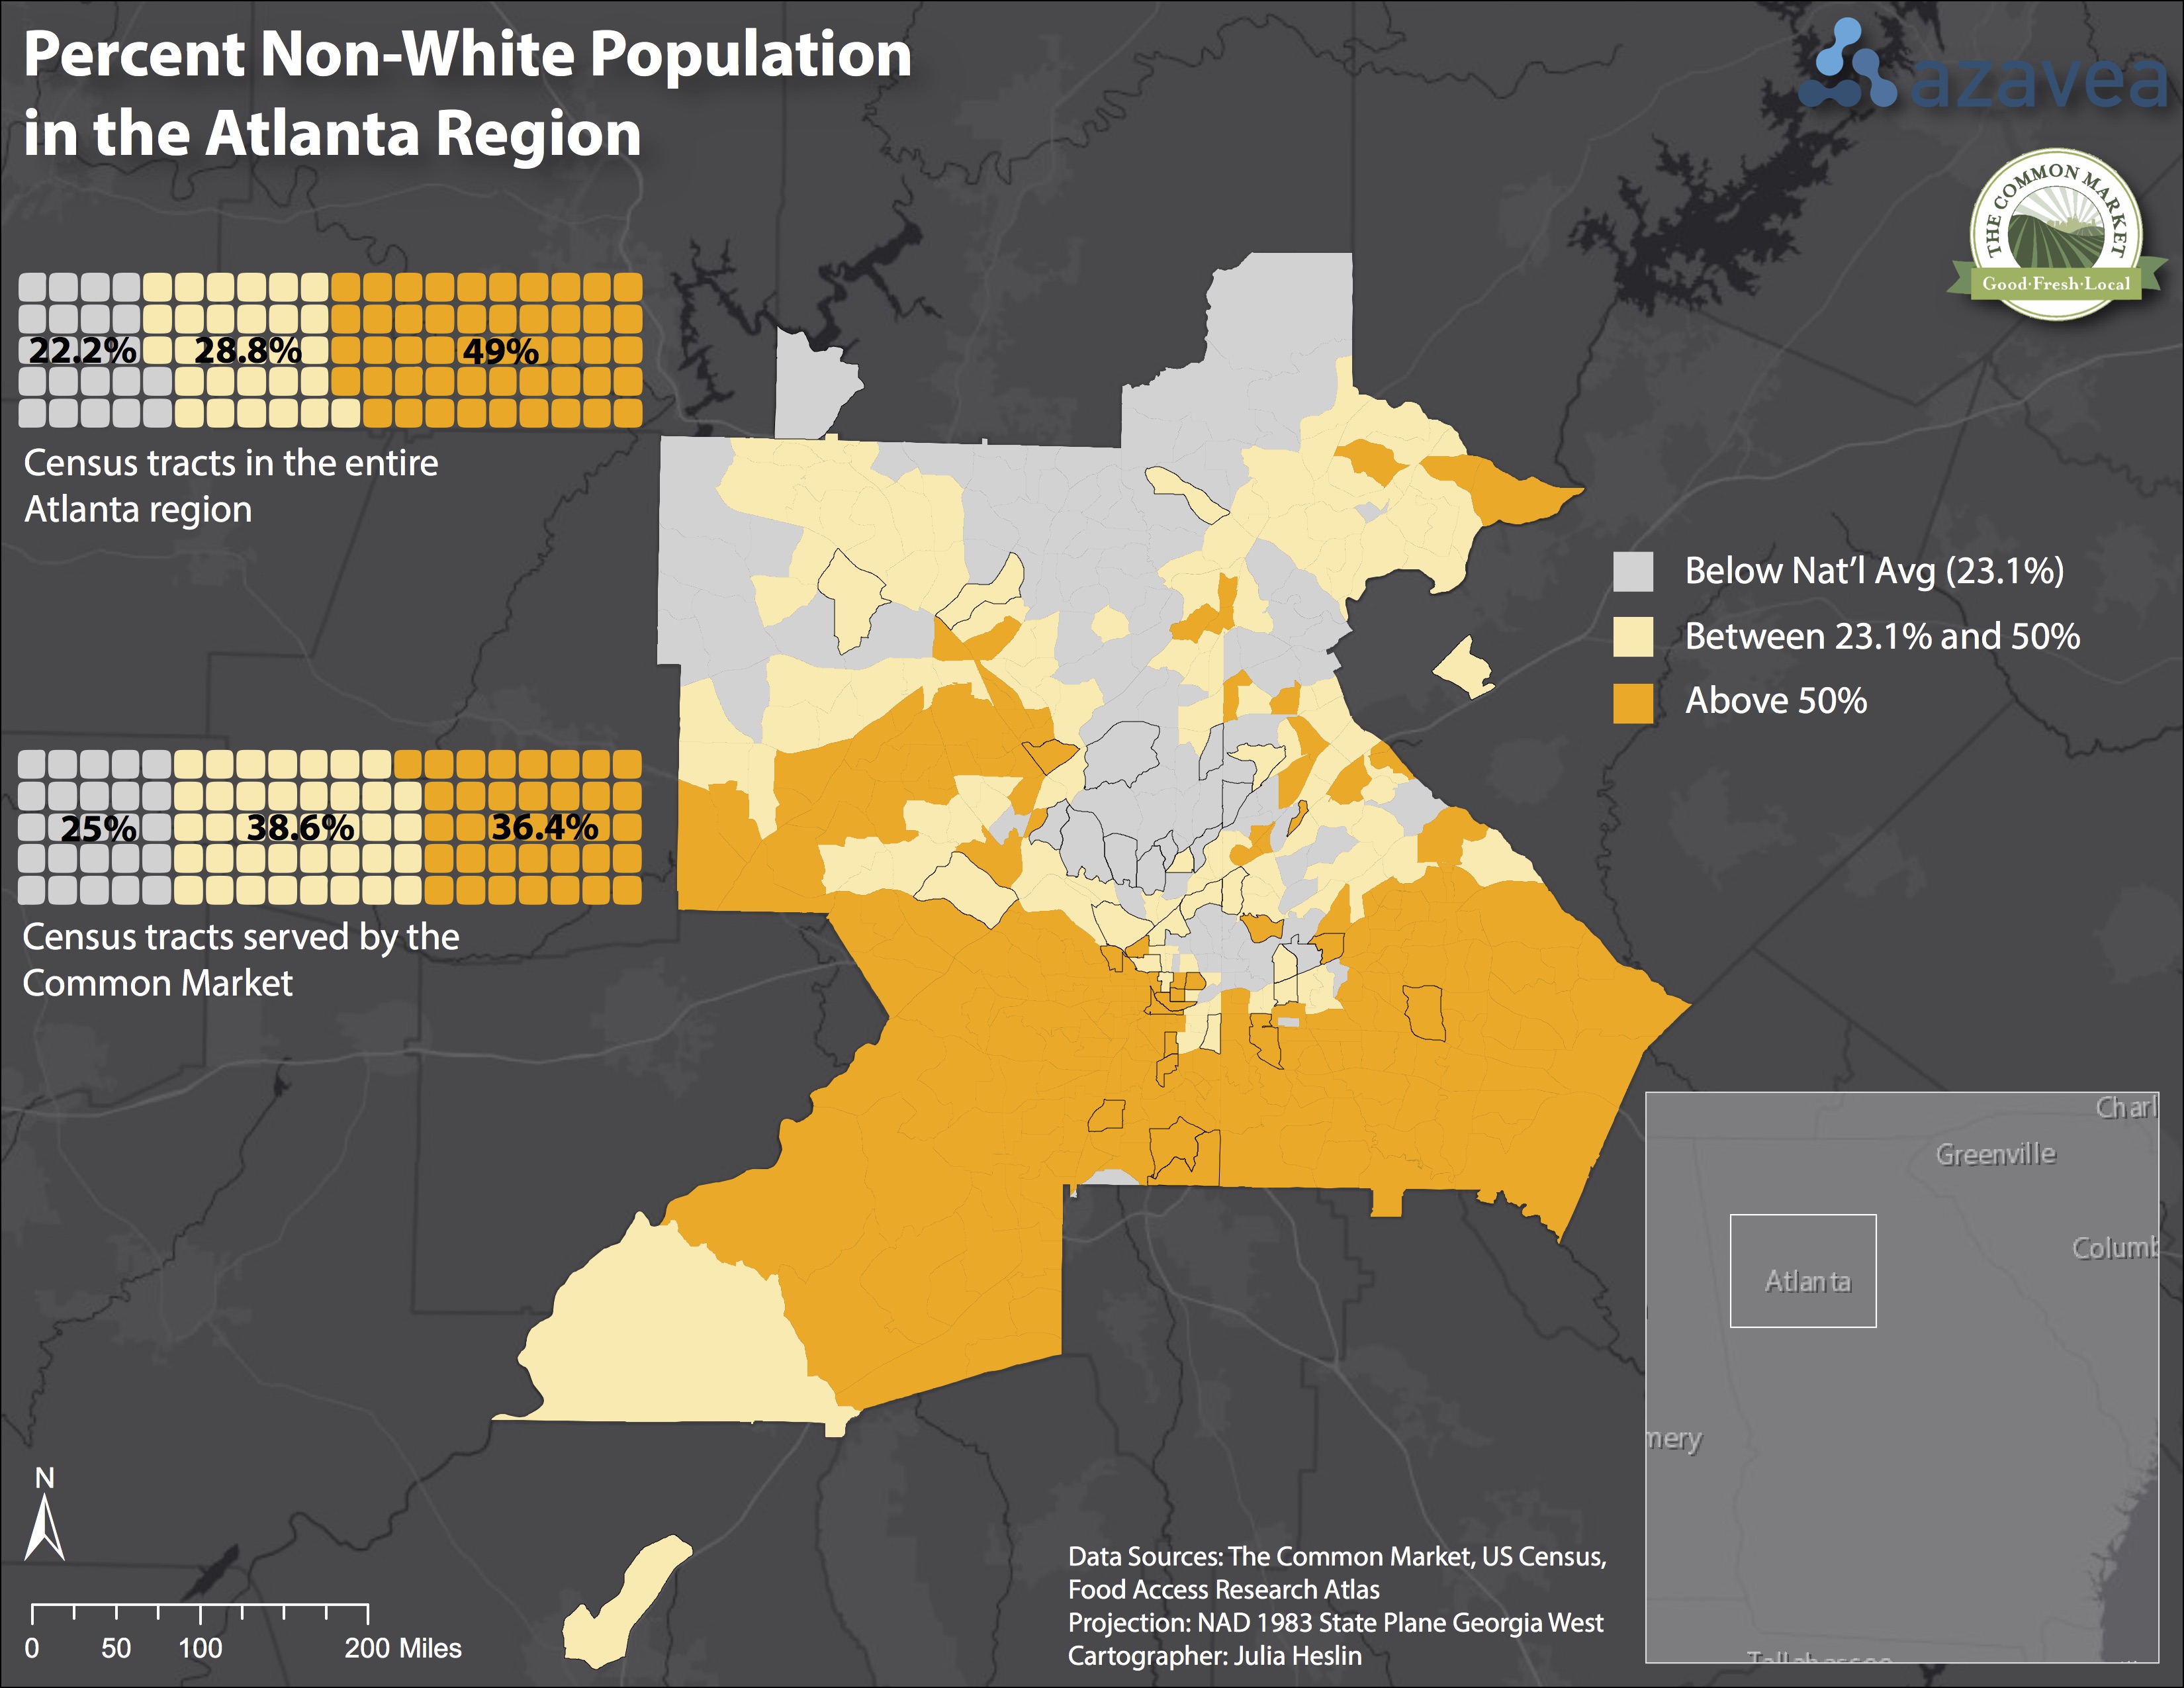 Percent Non-White Population
in the Atlanta Region
azavea
THE COMMON MARKET
Good·Fresh·Local
22.2% 28.8% 49%
Census tracts in the entire
Atlanta region
Below Nat'l Avg (23.1%)
Between 23.1% and 50%
Above 50%
25% 38.6% 36.4%
Census tracts served by the
Common Market
Charl
Greenville
Columb
Atlanta
mery
Tallahassee
N
0 50 100 200 Miles
Data Sources: The Common Market, US Census,
Food Access Research Atlas
Projection: NAD 1983 State Plane Georgia West
Cartographer: Julia Heslin